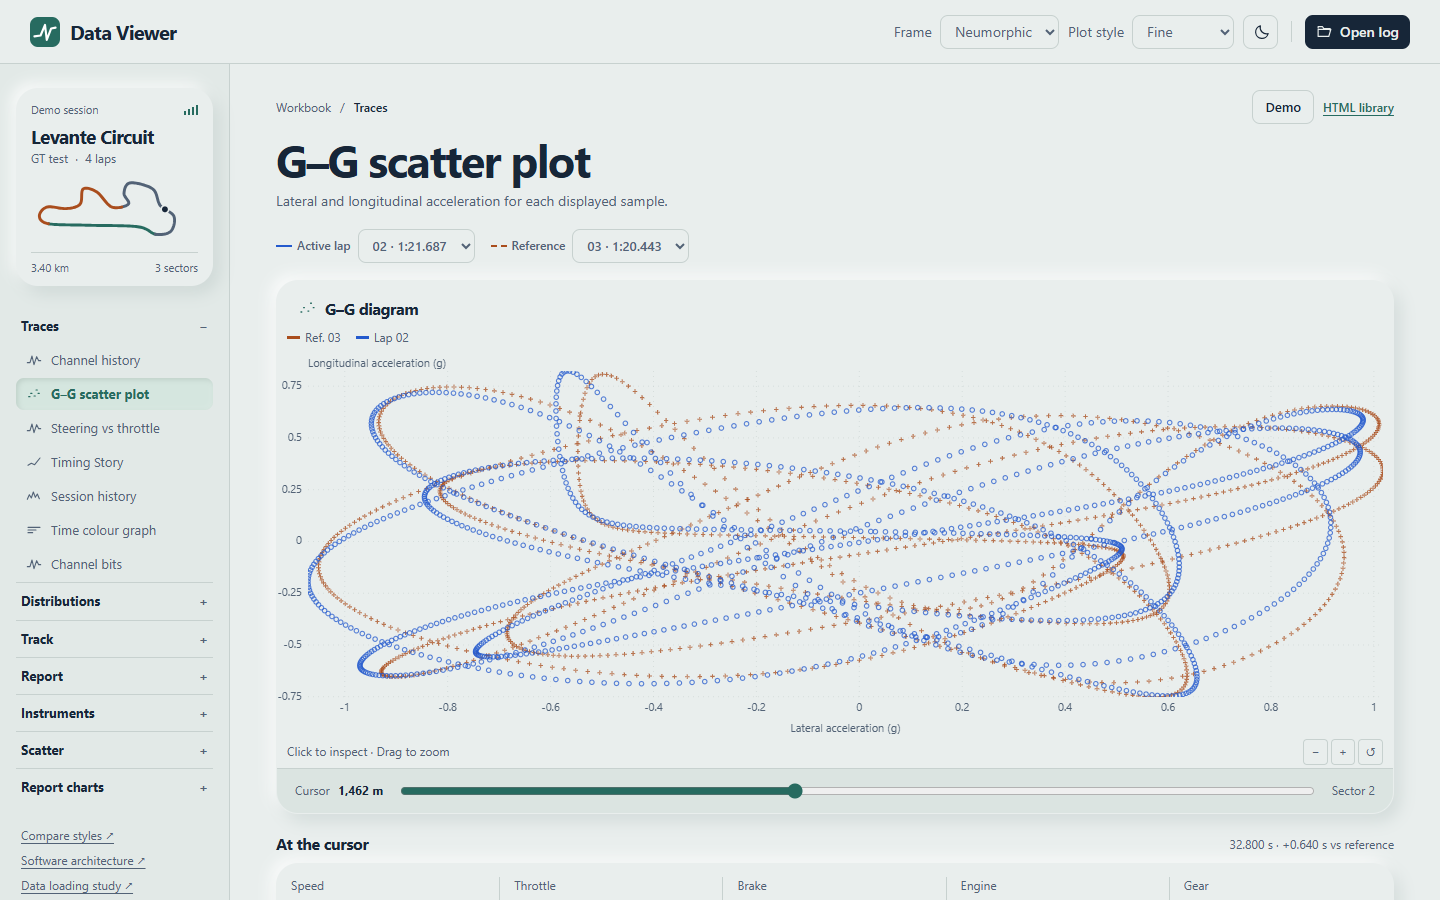 Data Viewer
Frame Neumorphic Plot style Fine Open log
Demo session
Levante Circuit
GT test · 4 laps
3.40 km 3 sectors
Traces −
Channel history
G–G scatter plot
Steering vs throttle
Timing Story
Session history
Time colour graph
Channel bits
Distributions +
Track +
Report +
Instruments +
Scatter +
Report charts +
Compare styles ↗
Software architecture ↗
Data loading study ↗
Workbook / Traces
Demo HTML library
G–G scatter plot
Lateral and longitudinal acceleration for each displayed sample.
Active lap 02 · 1:21.687 Reference 03 · 1:20.443
G–G diagram
Ref. 03 Lap 02
Longitudinal acceleration (g)
0.75
0.5
0.25
0
-0.25
-0.5
-0.75
-1 -0.8 -0.6 -0.4 -0.2 0 0.2 0.4 0.6 0.8 1
Lateral acceleration (g)
Click to inspect · Drag to zoom − + ↺
Cursor 1,462 m Sector 2
At the cursor 32.800 s · +0.640 s vs reference
Speed Throttle Brake Engine Gear